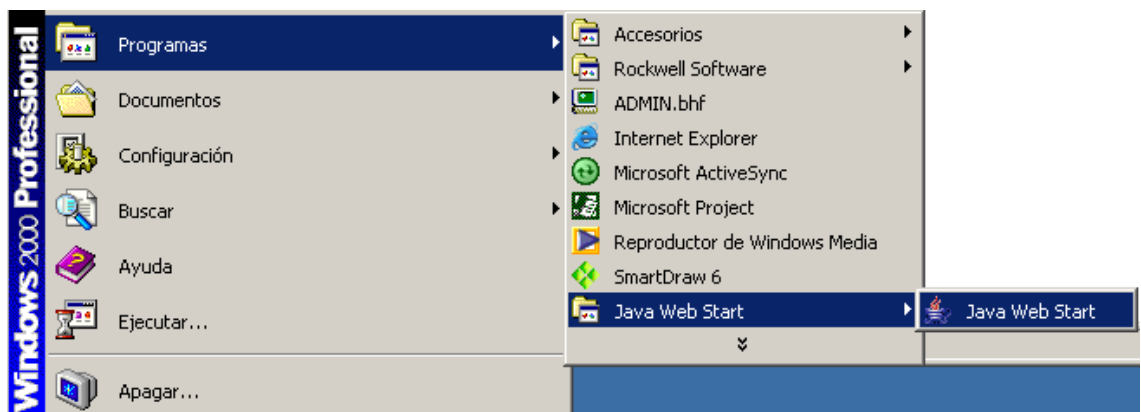 Windows 2000 Professional
Programas
Documentos
Configuración
Buscar
Ayuda
Ejecutar...
Apagar...
Accesorios
Rockwell Software
ADMIN.bhf
Internet Explorer
Microsoft ActiveSync
Microsoft Project
Reproductor de Windows Media
SmartDraw 6
Java Web Start
Java Web Start